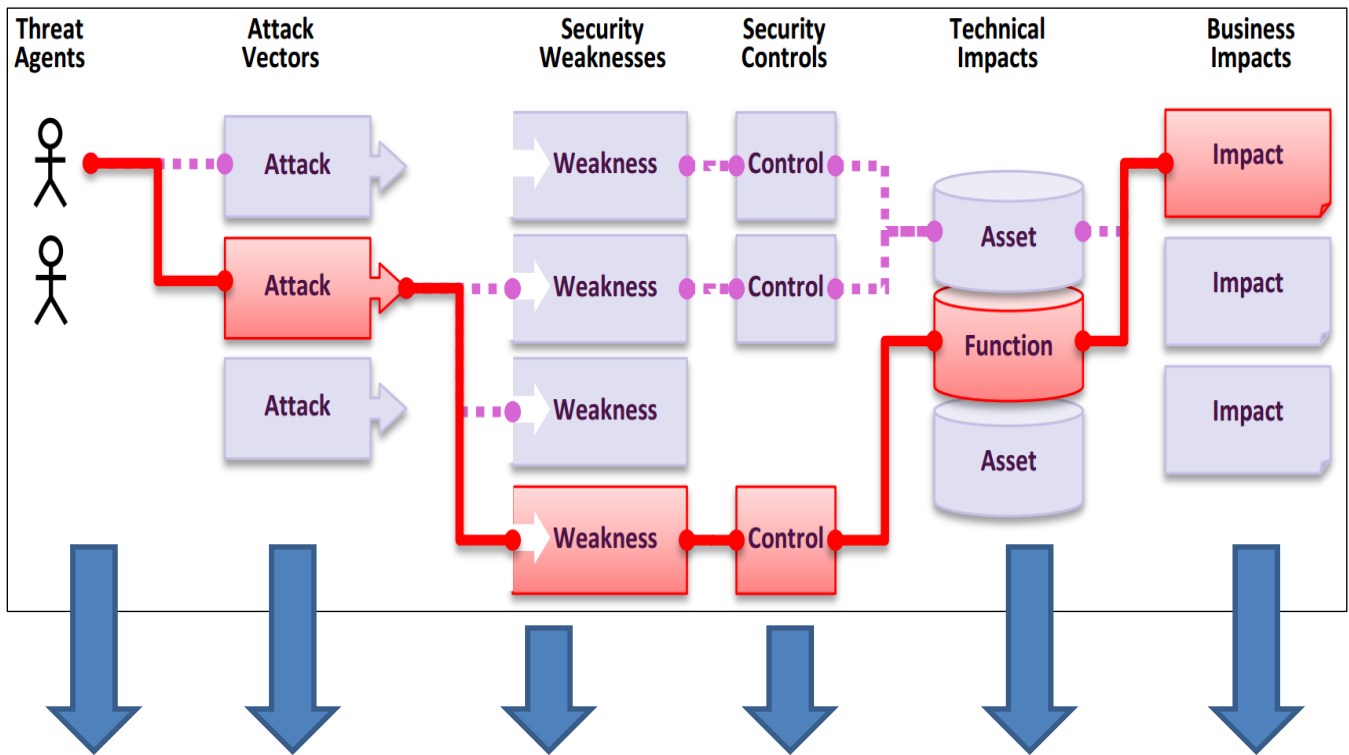 Threat
Agents
Attack
Vectors
Security
Weaknesses
Security
Controls
Technical
Impacts
Business
Impacts
Attack
Weakness
Control
Impact
Asset
Attack
Weakness
Control
Impact
Function
Attack
Weakness
Impact
Asset
Weakness
Control